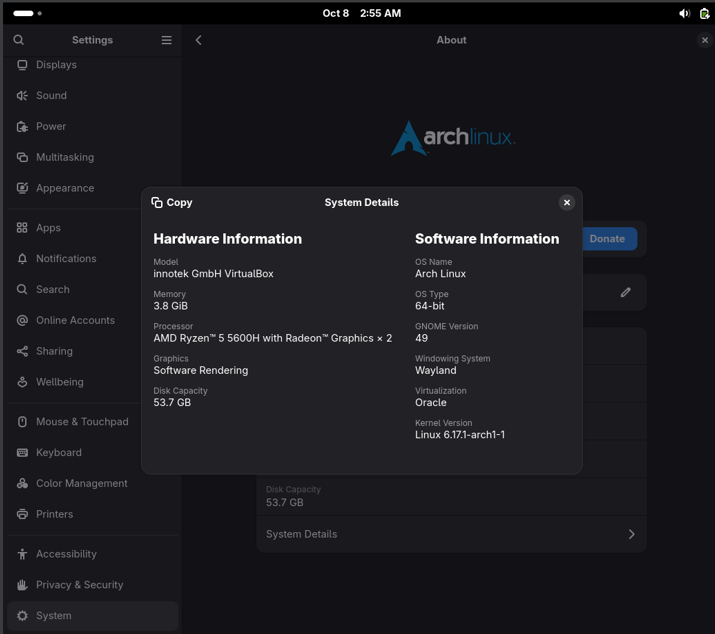 Oct 8 2:55 AM
Settings
About
Displays
Sound
Power
Multitasking
Appearance
Apps
Notifications
Search
Online Accounts
Sharing
Wellbeing
Mouse & Touchpad
Keyboard
Color Management
Printers
Accessibility
Privacy & Security
System
archlinux.
Donate
Copy
System Details
Hardware Information
Model
innotek GmbH VirtualBox
Memory
3.8 GiB
Processor
AMD Ryzen™ 5 5600H with Radeon™ Graphics × 2
Graphics
Software Rendering
Disk Capacity
53.7 GB
Software Information
OS Name
Arch Linux
OS Type
64-bit
GNOME Version
49
Windowing System
Wayland
Virtualization
Oracle
Kernel Version
Linux 6.17.1-arch1-1
Disk Capacity
53.7 GB
System Details